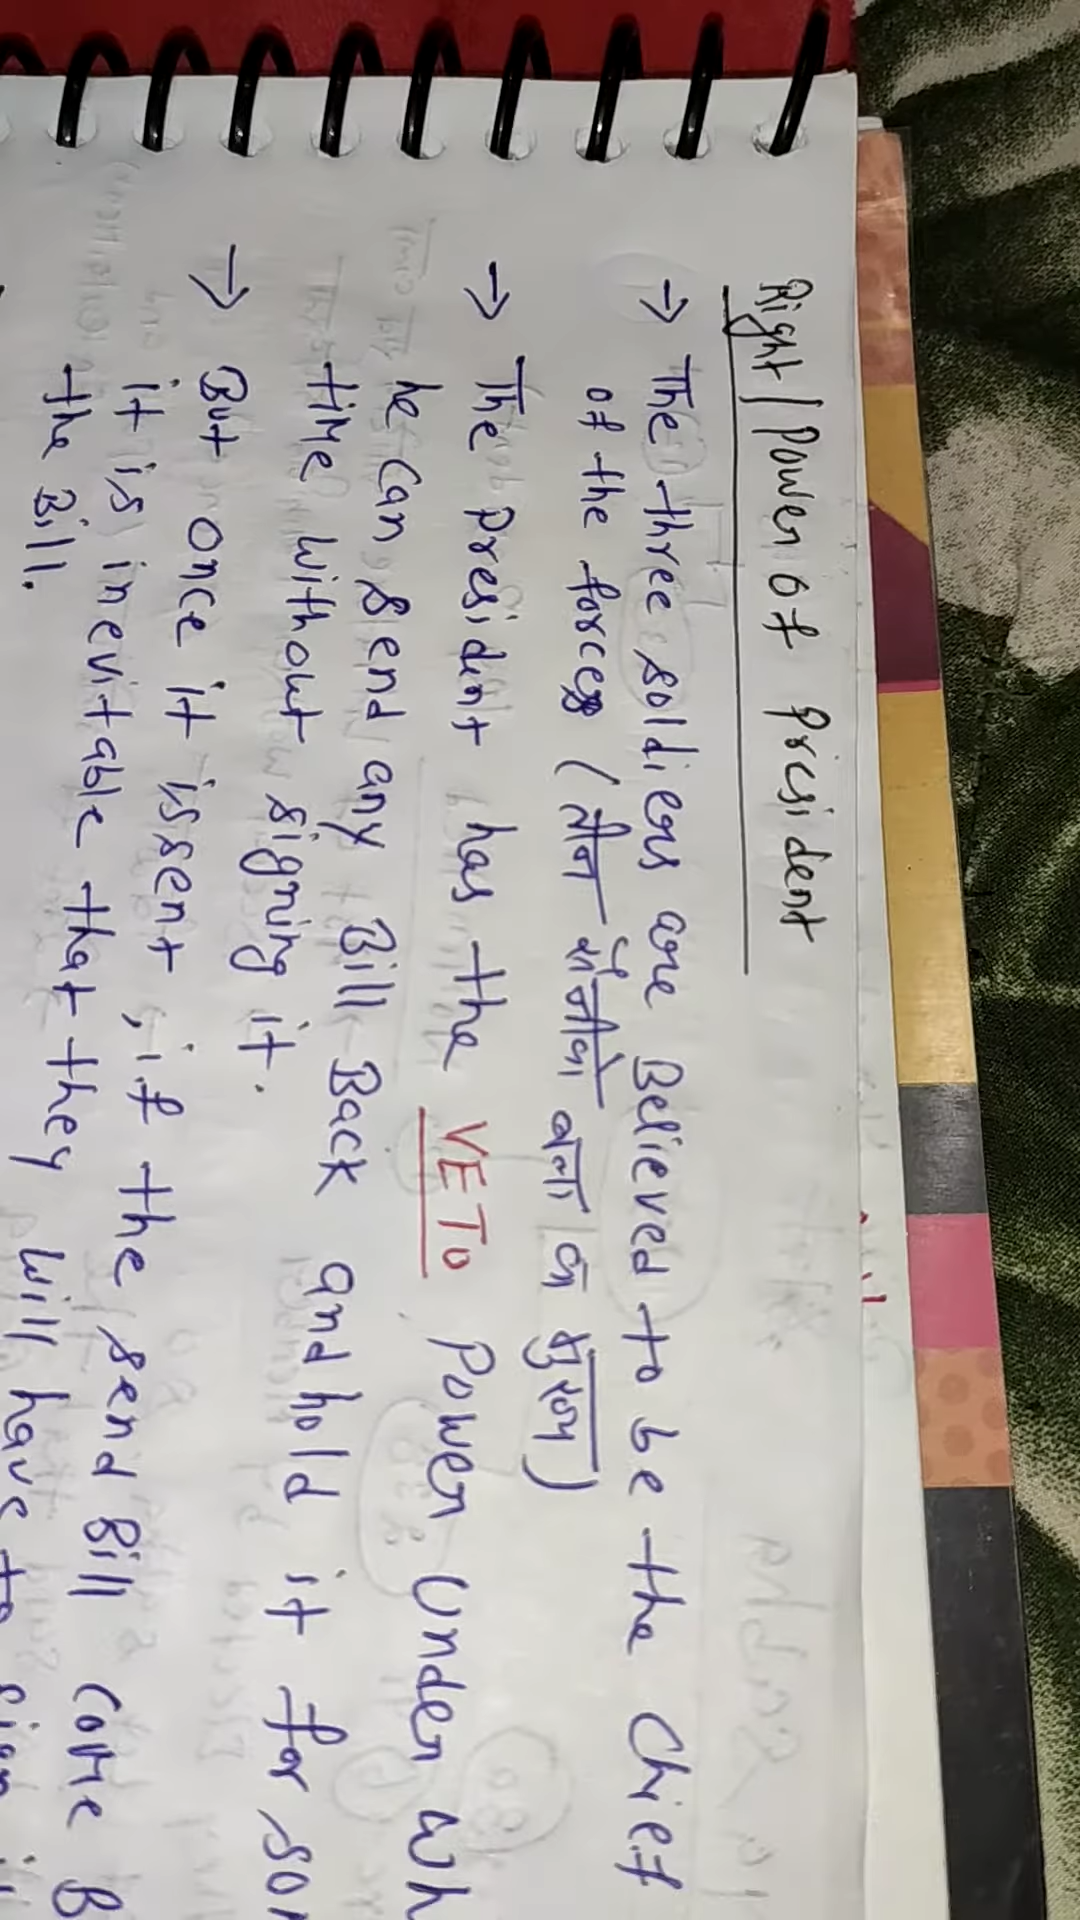 Right / Power of President
→ The three soldiers are Believed to be the Chief
of the forces (तीन सेनाओ का प्रमुख)
→ The President has the VETO Power Under wh
he can send any Bill Back and hold it for so
time without signing it.
→ But once it is sent, if the send Bill come B
it is inevitable that they will have to sign
the Bill.